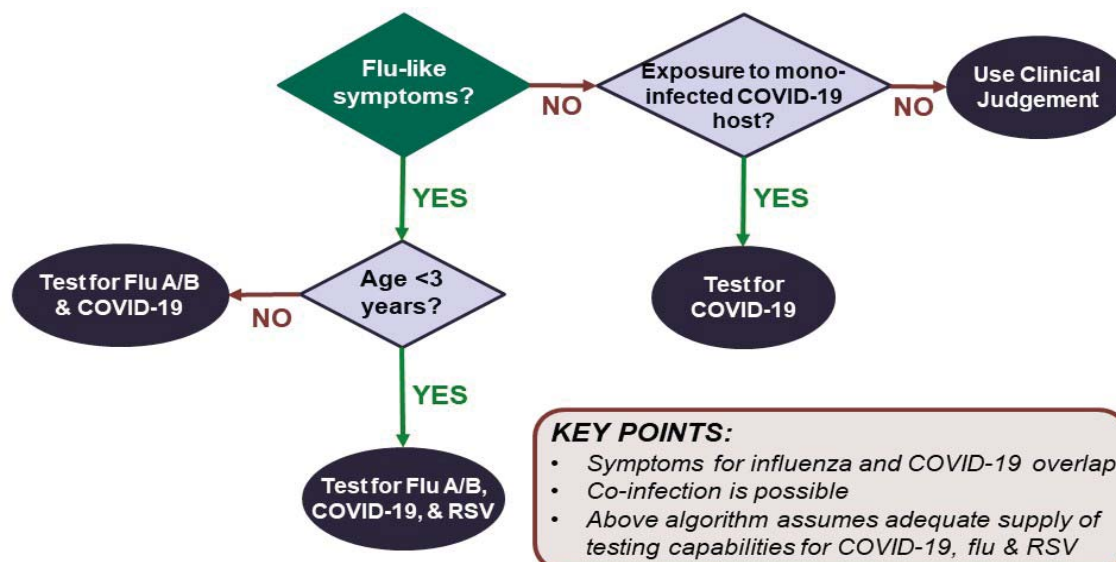 Flu-like
symptoms?
NO
Exposure to mono-
infected COVID-19
host?
NO
Use Clinical
Judgement
YES
YES
Test for Flu A/B
& COVID-19
NO
Age <3
years?
Test for
COVID-19
YES
Test for Flu A/B,
COVID-19, & RSV
KEY POINTS:
• Symptoms for influenza and COVID-19 overlap
• Co-infection is possible
• Above algorithm assumes adequate supply of
testing capabilities for COVID-19, flu & RSV